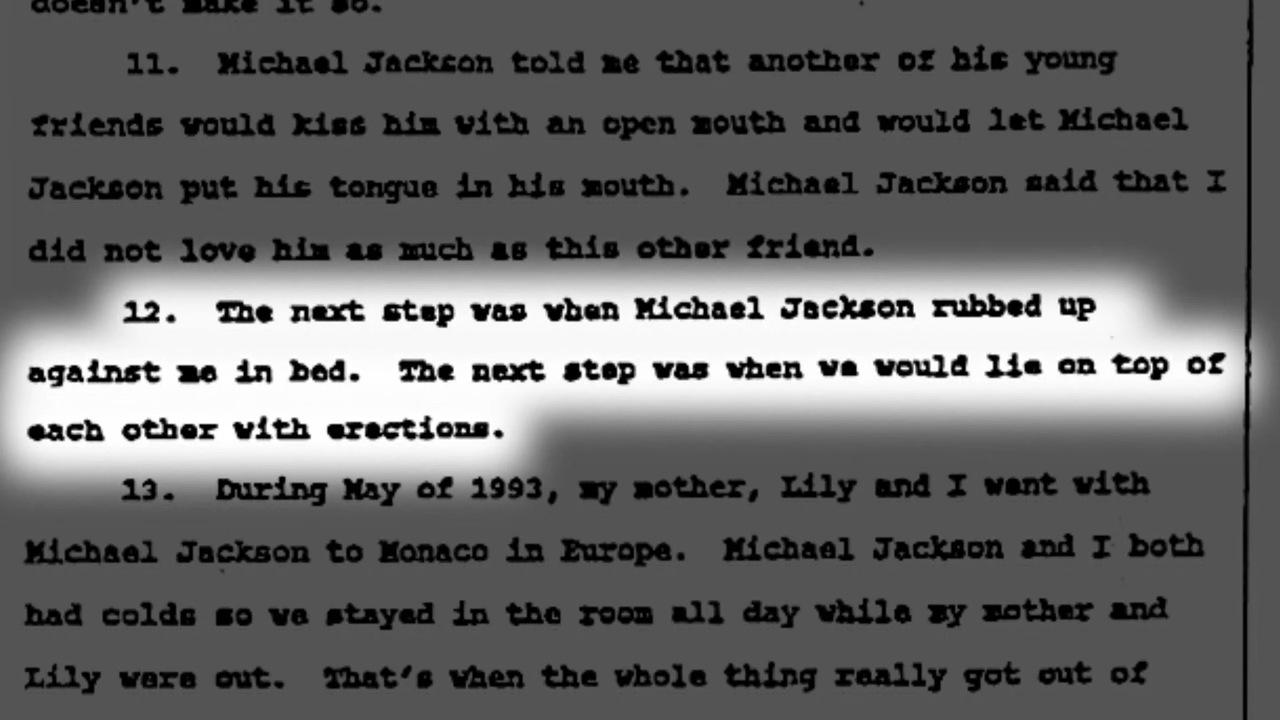 doesn't make it so.
11. Michael Jackson told me that another of his young
friends would kiss him with an open mouth and would let Michael
Jackson put his tongue in his mouth. Michael Jackson said that I
did not love him as much as this other friend.
12. The next step was when Michael Jackson rubbed up
against me in bed. The next step was when we would lie on top of
each other with erections.
13. During May of 1993, my mother, Lily and I went with
Michael Jackson to Monaco in Europe. Michael Jackson and I both
had colds so we stayed in the room all day while my mother and
Lily were out. That's when the whole thing really got out of